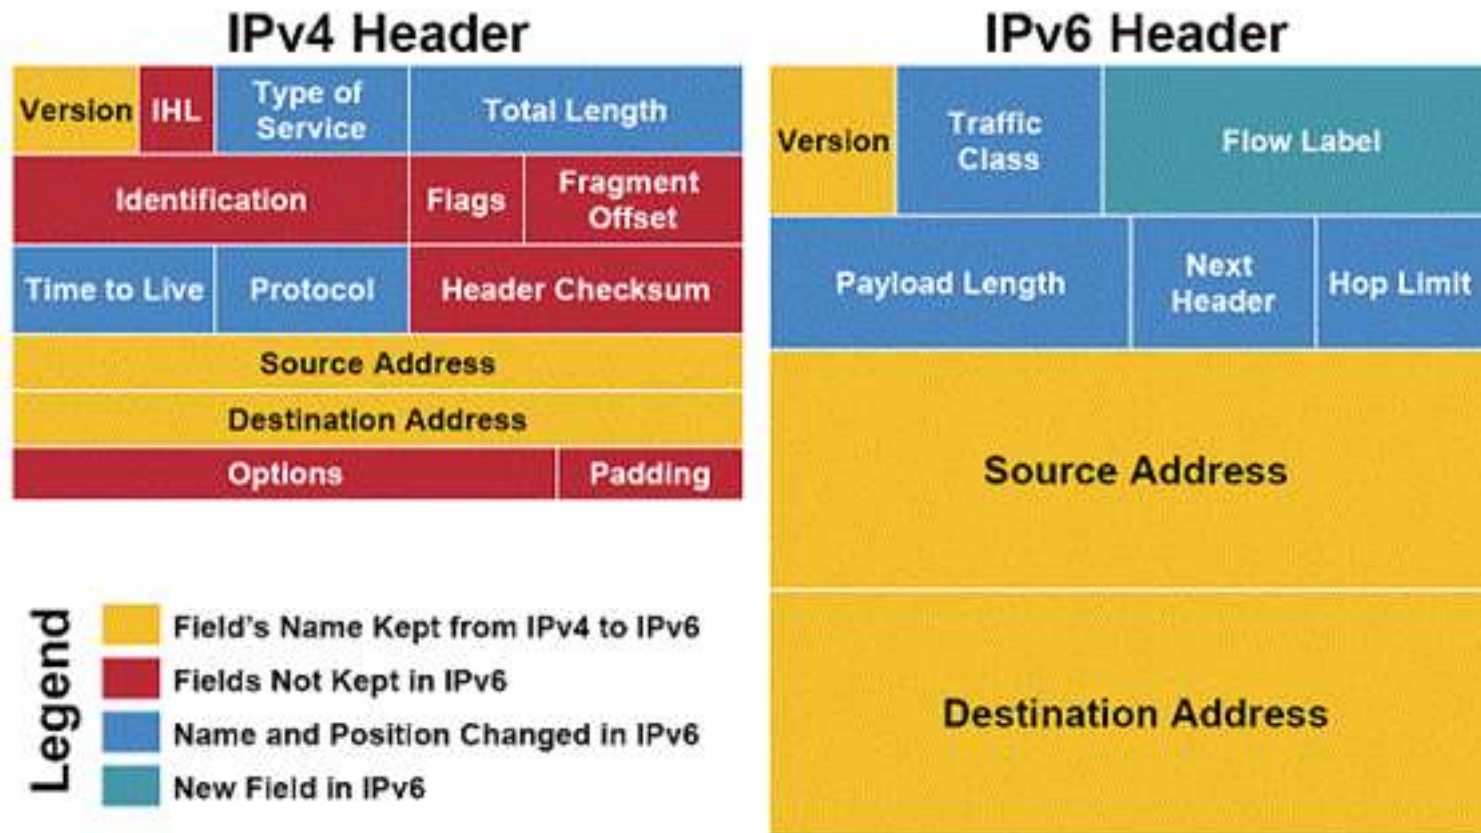 IPv4 Header
Version IHL Type of Service Total Length
Identification Flags Fragment Offset
Time to Live Protocol Header Checksum
Source Address
Destination Address
Options Padding
IPv6 Header
Version Traffic Class Flow Label
Payload Length Next Header Hop Limit
Source Address
Destination Address
Legend
Field's Name Kept from IPv4 to IPv6
Fields Not Kept in IPv6
Name and Position Changed in IPv6
New Field in IPv6